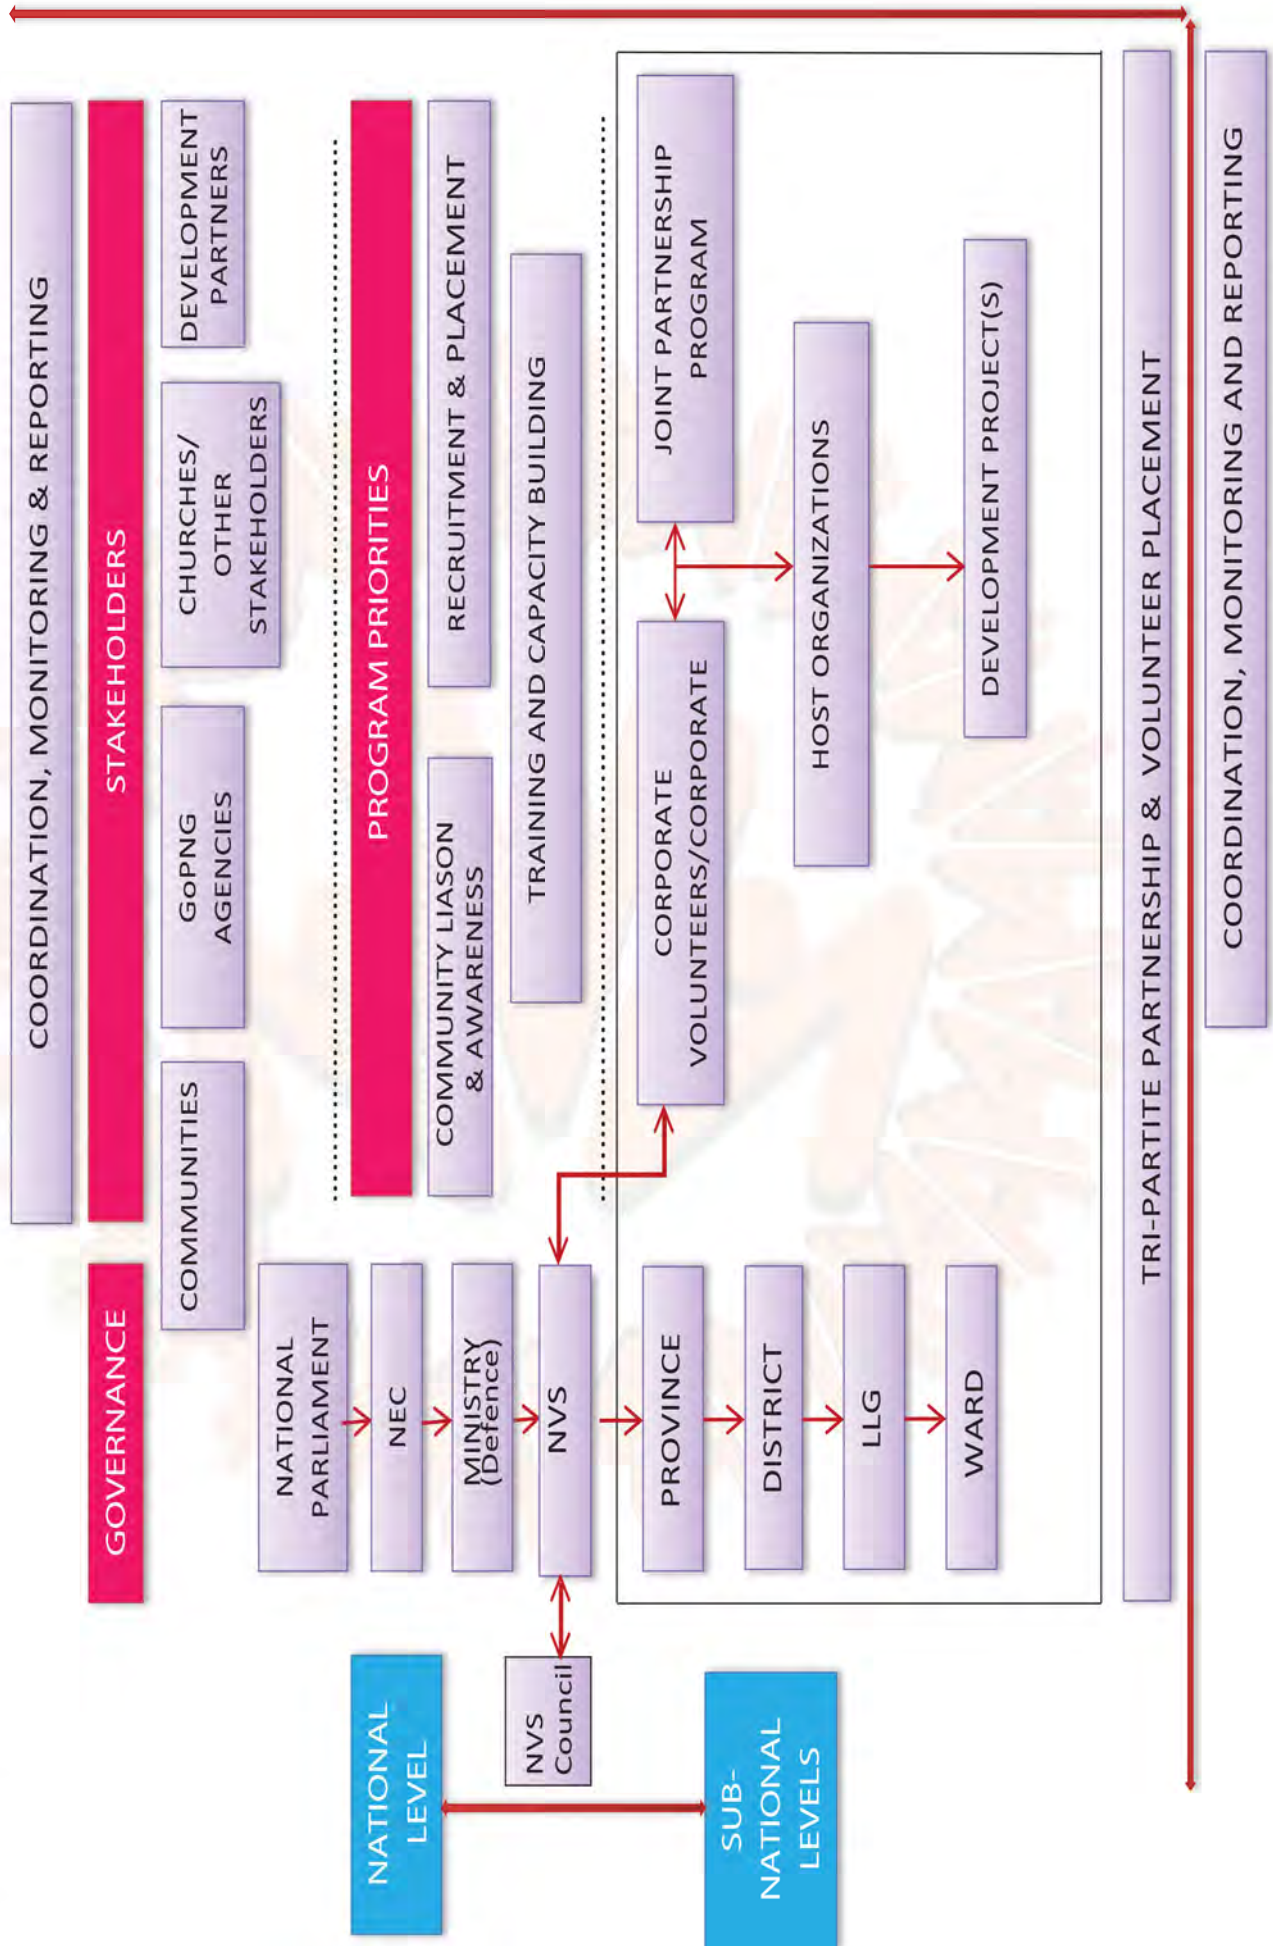 COORDINATION, MONITORING & REPORTING
GOVERNANCE
STAKEHOLDERS
COMMUNITIES
GoPNG
AGENCIES
CHURCHES/
OTHER
STAKEHOLDERS
DEVELOPMENT
PARTNERS
NATIONAL
LEVEL
NATIONAL
PARLIAMENT
NEC
MINISTRY
(Defence)
NVS
NVS
Council
PROGRAM PRIORITIES
COMMUNITY LIASON
& AWARENESS
RECRUITMENT & PLACEMENT
TRAINING AND CAPACITY BUILDING
SUB-
NATIONAL
LEVELS
PROVINCE
DISTRICT
LLG
WARD
CORPORATE
VOLUNTEERS/CORPORATE
JOINT PARTNERSHIP
PROGRAM
HOST ORGANIZATIONS
DEVELOPMENT PROJECT(S)
TRI-PARTITE PARTNERSHIP & VOLUNTEER PLACEMENT
COORDINATION, MONITORING AND REPORTING